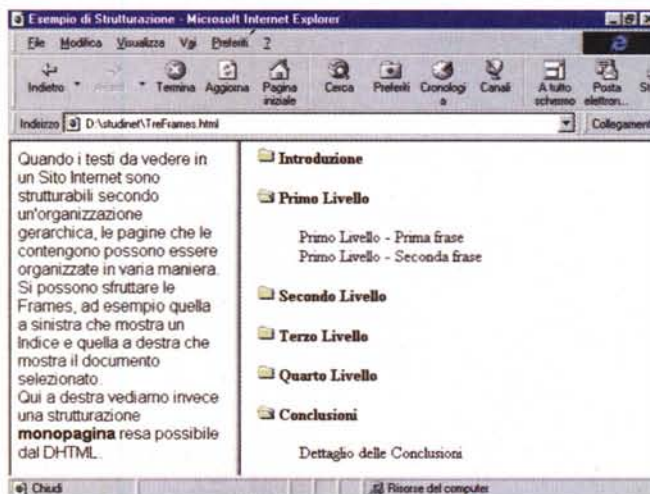 Esempio di Strutturazione - Microsoft Internet Explorer
File Modifica Visualizza Vai Preferiti ?
Indietro Avanti Termina Aggiorna Pagina iniziale Cerca Preferiti Cronologia Canali A tutto schermo Posta elettron...
Indirizzo D:\studinet\TreFrames.html Collegamenti
Quando i testi da vedere in
un Sito Internet sono
strutturabili secondo
un'organizzazione
gerarchica, le pagine che le
contengono possono essere
organizzate in varia maniera.
Si possono sfruttare le
Frames, ad esempio quella
a sinistra che mostra un
Indice e quella a destra che
mostra il documento
selezionato.
Qui a destra vediamo invece
una strutturazione
monopagina resa possibile
dal DHTML.
Introduzione
Primo Livello
Primo Livello - Prima frase
Primo Livello - Seconda frase
Secondo Livello
Terzo Livello
Quarto Livello
Conclusioni
Dettaglio delle Conclusioni
Chiudi Risorse del computer